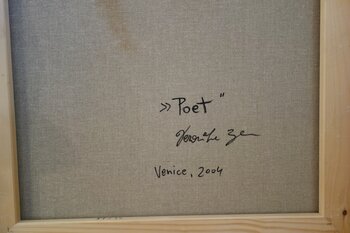 »Poet"
Venice, 2004